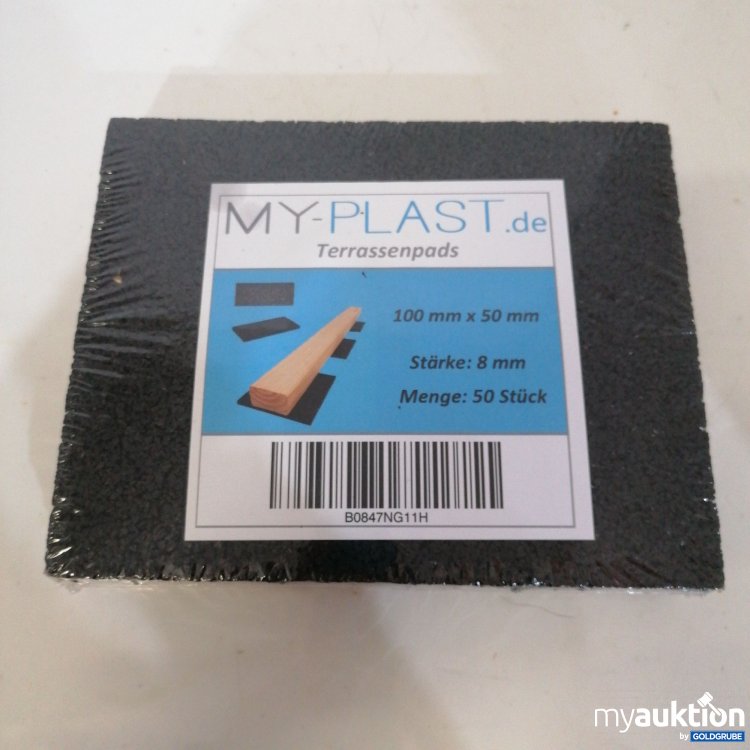 MY-PLAST.de
Terrassenpads
100 mm x 50 mm
Stärke: 8 mm
Menge: 50 Stück
B0847NG11H
myauktion
by GOLDGRUBE